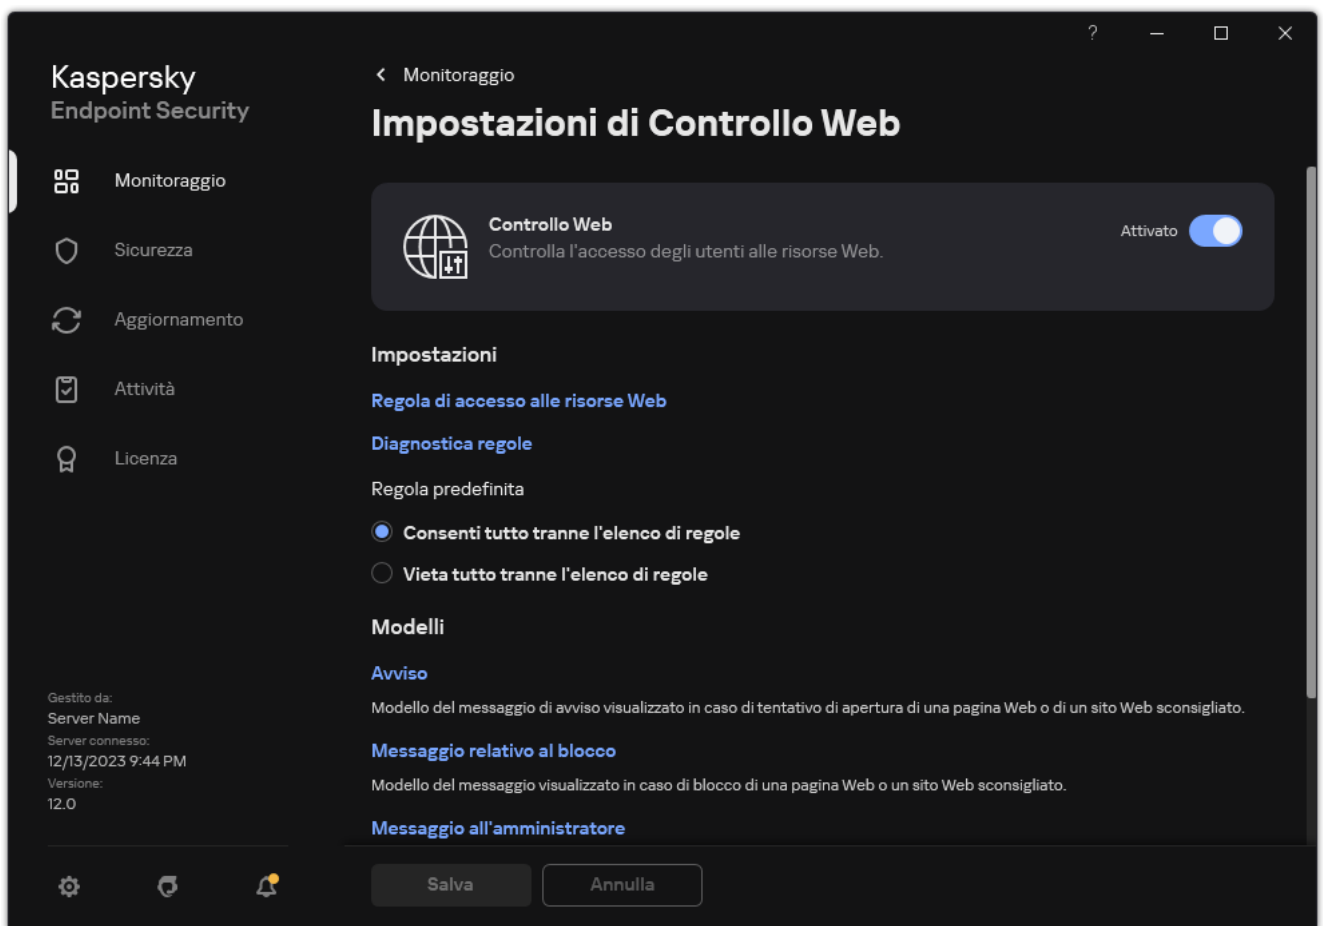 ?
Kaspersky
Endpoint Security
Monitoraggio
Sicurezza
Aggiornamento
Attività
Licenza
Gestito da:
Server Name
Server connesso:
12/13/2023 9:44 PM
Versione:
12.0
Monitoraggio
Impostazioni di Controllo Web
Controllo Web
Controlla l'accesso degli utenti alle risorse Web.
Attivato
Impostazioni
Regola di accesso alle risorse Web
Diagnostica regole
Regola predefinita
Consenti tutto tranne l'elenco di regole
Vieta tutto tranne l'elenco di regole
Modelli
Avviso
Modello del messaggio di avviso visualizzato in caso di tentativo di apertura di una pagina Web o di un sito Web sconsigliato.
Messaggio relativo al blocco
Modello del messaggio visualizzato in caso di blocco di una pagina Web o un sito Web sconsigliato.
Messaggio all'amministratore
Salva
Annulla